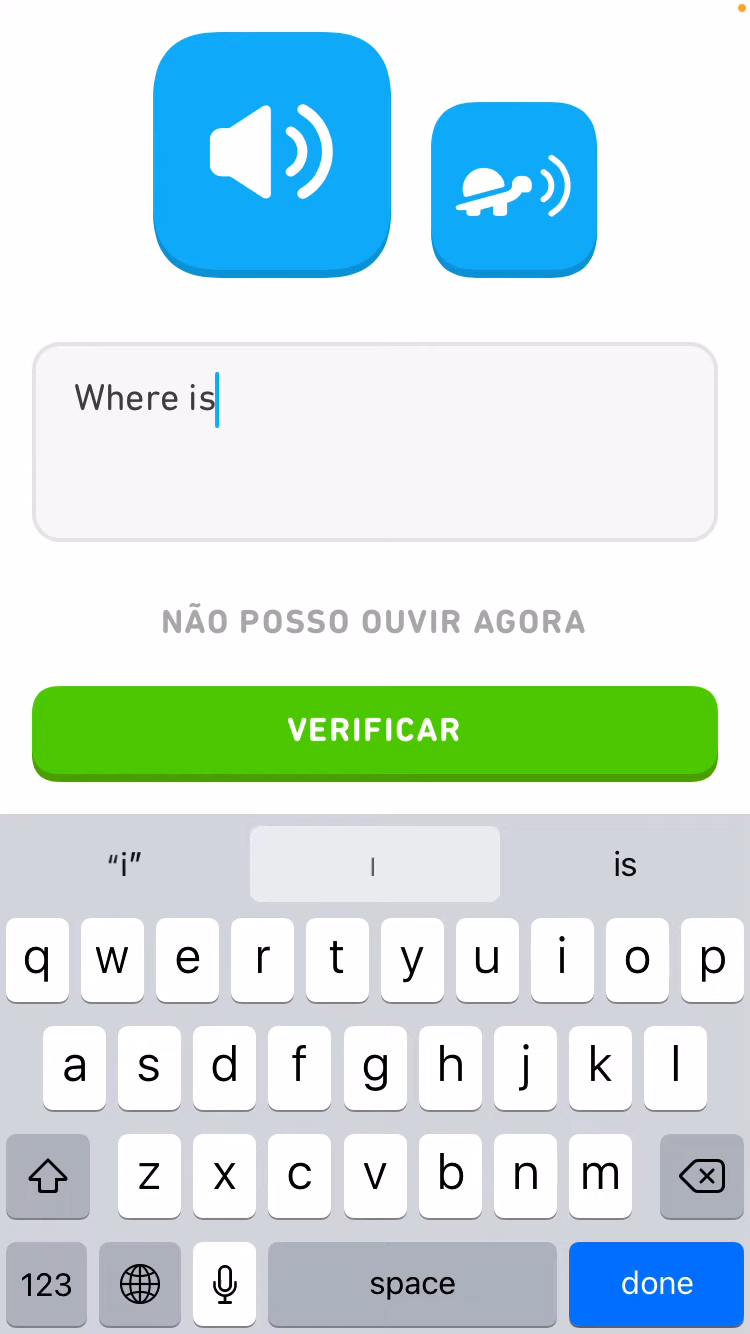 Where is
NÃO POSSO OUVIR AGORA
VERIFICAR
“i” I is
q w e r t y u i o p
a s d f g h j k l
z x c v b n m
123 space done